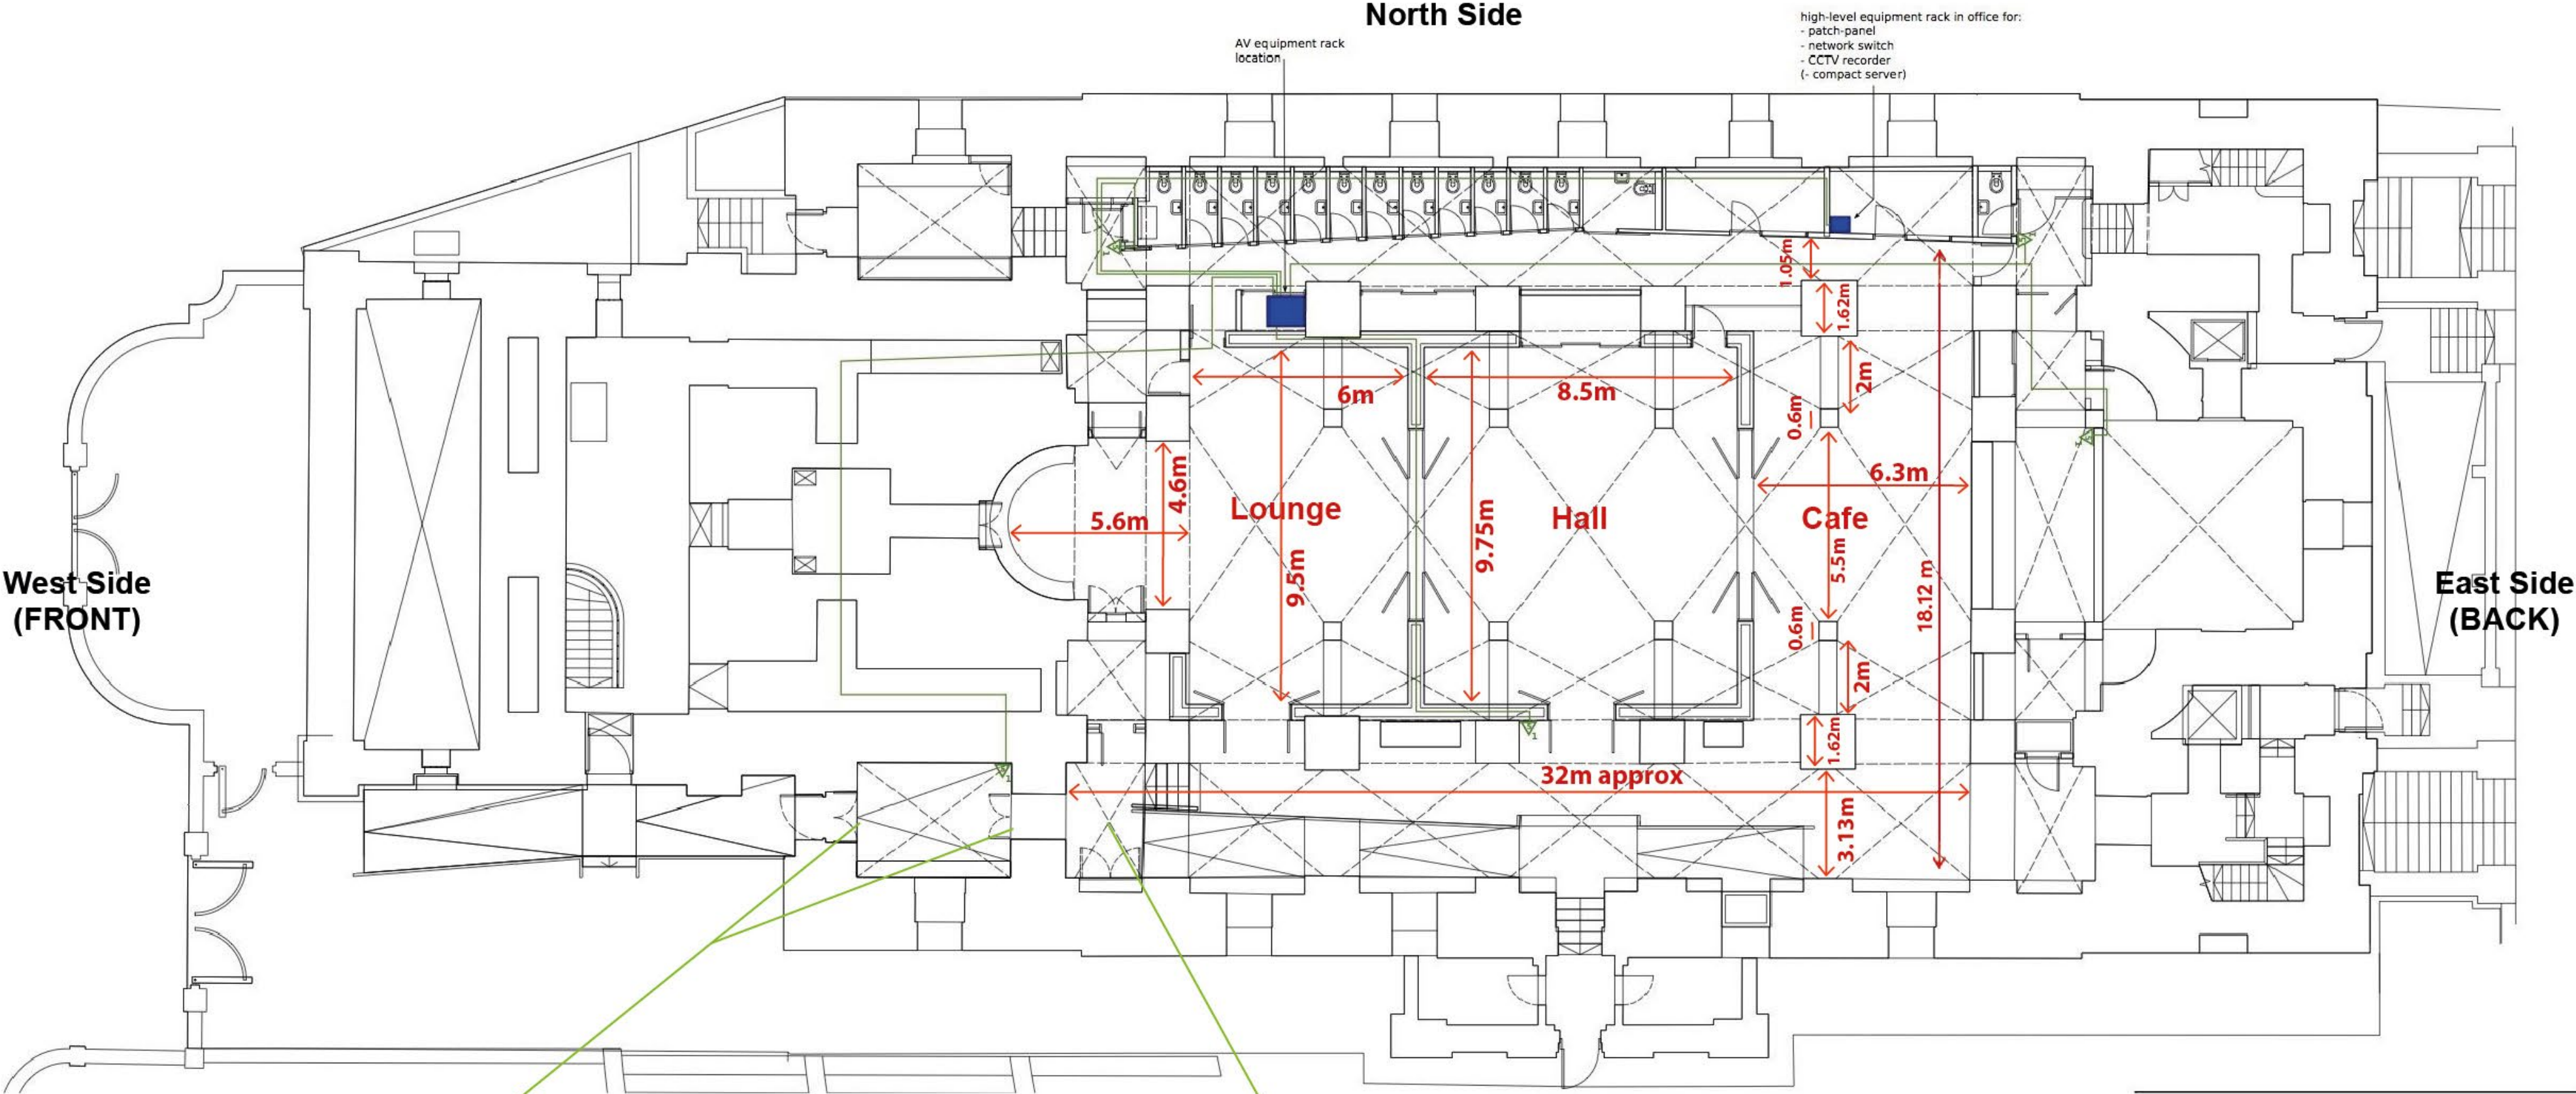 North Side
AV equipment rack
location
high-level equipment rack in office for:
- patch-panel
- network switch
- CCTV recorder
(- compact server)
1.05m
1.62m
6m
8.5m
2m
0.6m
4.6m
6.3m
5.6m
Lounge
Hall
Cafe
9.75m
9.5m
5.5m
18.12 m
West Side
(FRONT)
East Side
(BACK)
0.6m
2m
1.62m
32m approx
3.13m